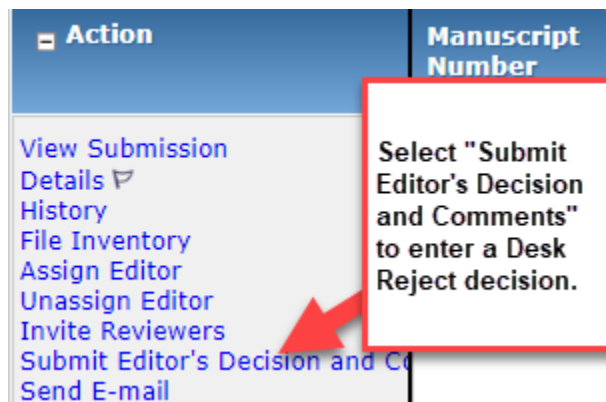 Action
Manuscript
Number
View Submission
Details
History
File Inventory
Assign Editor
Unassign Editor
Invite Reviewers
Submit Editor's Decision and Co
Send E-mail
Select "Submit
Editor's Decision
and Comments"
to enter a Desk
Reject decision.